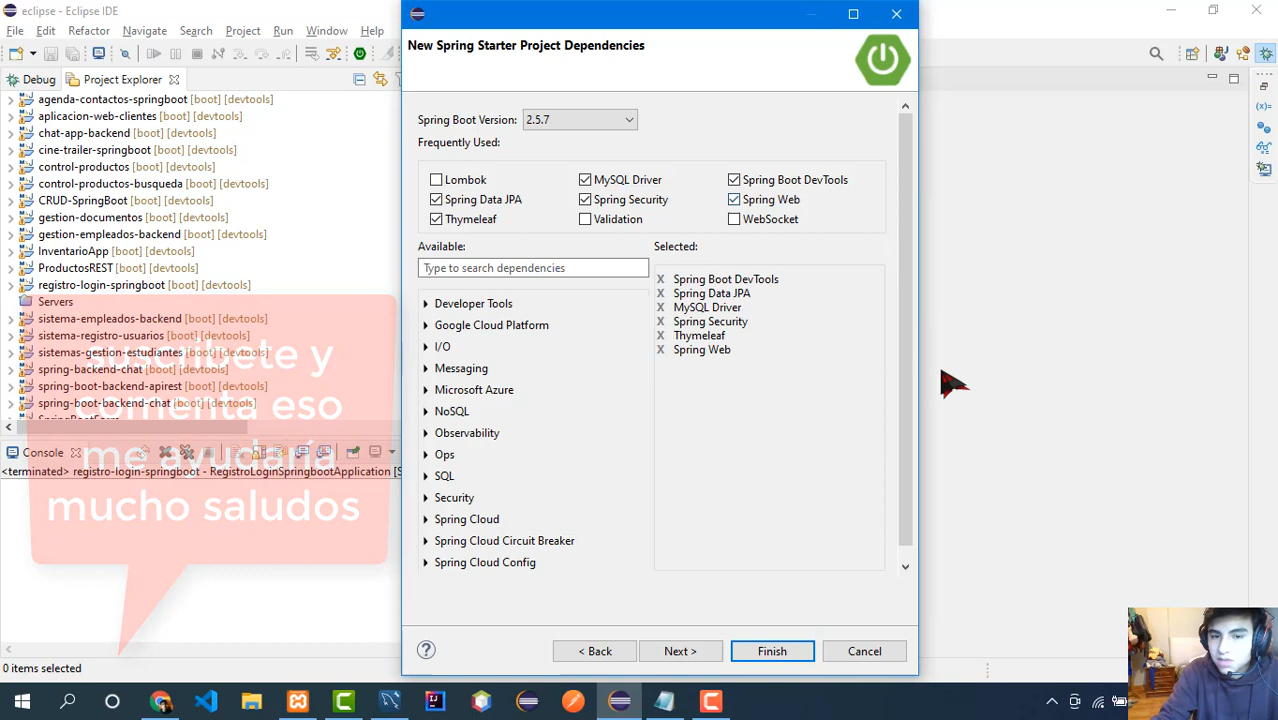 eclipse - Eclipse IDE
File Edit Refactor Navigate Search Project Run Window Help
Debug Project Explorer
agenda-contactos-springboot [boot] [devtools]
aplicacion-web-clientes [boot] [devtools]
chat-app-backend [boot] [devtools]
cine-trailer-springboot [boot] [devtools]
control-productos [boot] [devtools]
control-productos-busqueda [boot] [devtools]
CRUD-SpringBoot [boot] [devtools]
gestion-documentos [boot] [devtools]
gestion-empleados-backend [boot] [devtools]
InventarioApp [boot] [devtools]
ProductosREST [boot] [devtools]
registro-login-springboot [boot] [devtools]
Servers
sistema-empleados-backend [boot] [devtools]
sistema-registro-usuarios [boot] [devtools]
sistemas-gestion-estudiantes [boot] [devtools]
spring-backend-chat [boot] [devtools]
spring-boot-backend-apirest [boot] [devtools]
spring-boot-backend-chat [boot] [devtools]
suscribete y
comenta eso
me ayudaría
mucho saludos
Console
<terminated> registro-login-springboot - RegistroLoginSpringbootApplication [S
0 items selected
New Spring Starter Project Dependencies
Spring Boot Version: 2.5.7
Frequently Used:
Lombok MySQL Driver Spring Boot DevTools
Spring Data JPA Spring Security Spring Web
Thymeleaf Validation WebSocket
Available: Selected:
Type to search dependencies
Developer Tools
Google Cloud Platform
I/O
Messaging
Microsoft Azure
NoSQL
Observability
Ops
SQL
Security
Spring Cloud
Spring Cloud Circuit Breaker
Spring Cloud Config
X Spring Boot DevTools
X Spring Data JPA
X MySQL Driver
X Spring Security
X Thymeleaf
X Spring Web
< Back Next > Finish Cancel